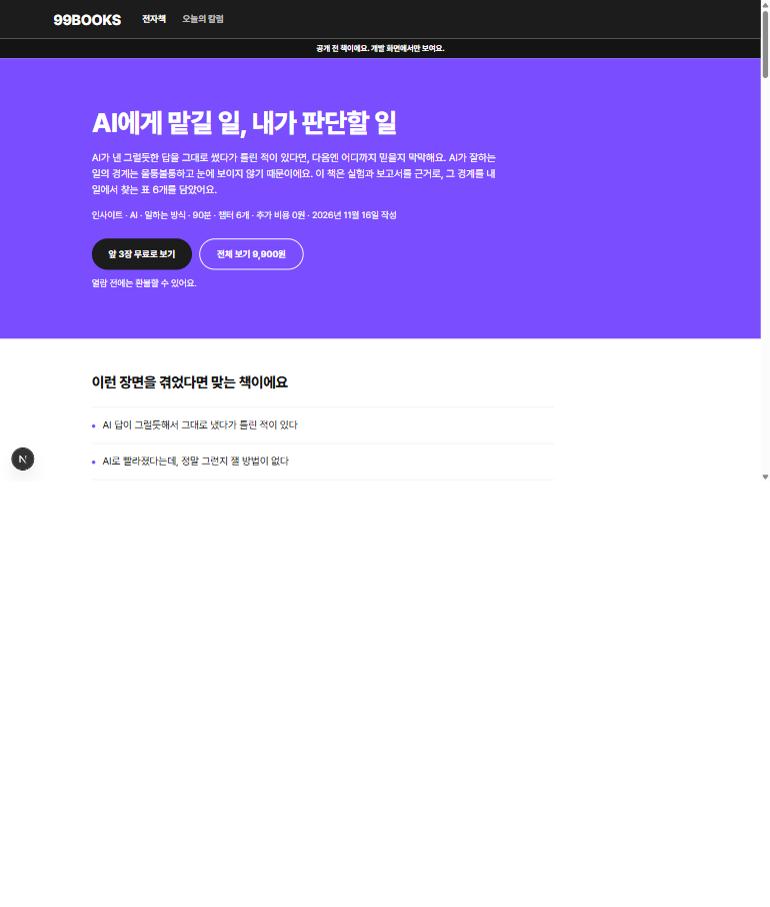 99BOOKS 전자책 오늘의 칼럼
공개 전 책이에요. 개발 화면에서만 보여요.
AI에게 맡길 일, 내가 판단할 일
AI가 낸 그럴듯한 답을 그대로 썼다가 틀린 적이 있다면, 다음엔 어디까지 믿을지 막막해요. AI가 잘하는
일의 경계는 울퉁불퉁하고 눈에 보이지 않기 때문이에요. 이 책은 실험과 보고서를 근거로, 그 경계를 내
일에서 찾는 표 6개를 담았어요.
인사이트 · AI · 일하는 방식 · 90분 · 챕터 6개 · 추가 비용 0원 · 2026년 11월 16일 작성
앞 3장 무료로 보기 전체 보기 9,900원
열람 전에는 환불할 수 있어요.
이런 장면을 겪었다면 맞는 책이에요
• AI 답이 그럴듯해서 그대로 냈다가 틀린 적이 있다
• AI로 빨라졌다는데, 정말 그런지 잴 방법이 없다
N